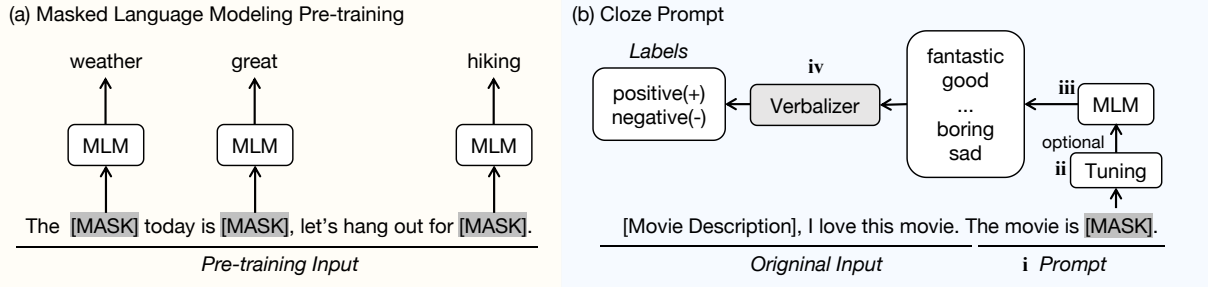 (a) Masked Language Modeling Pre-training
weather great hiking
MLM MLM MLM
The [MASK] today is [MASK], let's hang out for [MASK].
Pre-training Input
(b) Cloze Prompt
Labels
positive(+)
negative(-)
iv
Verbalizer
fantastic
good
...
boring
sad
iii
MLM
optional
ii
Tuning
[Movie Description], I love this movie. The movie is [MASK].
Origninal Input
i Prompt